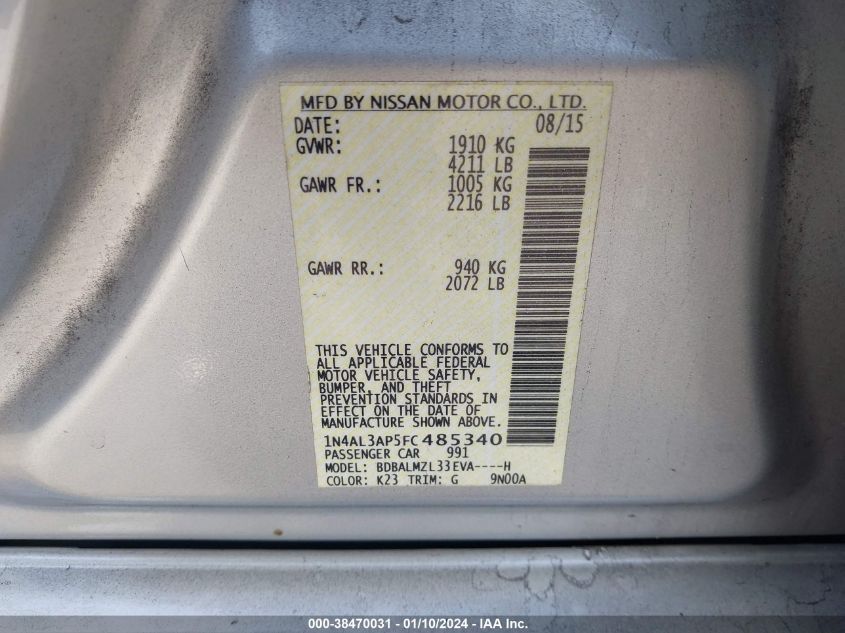 MFD BY NISSAN MOTOR CO., LTD.
DATE: 08/15
GVWR: 1910 KG
4211 LB
GAWR FR.: 1005 KG
2216 LB
GAWR RR.: 940 KG
2072 LB
THIS VEHICLE CONFORMS TO
ALL APPLICABLE FEDERAL
MOTOR VEHICLE SAFETY,
BUMPER, AND THEFT
PREVENTION STANDARDS IN
EFFECT ON THE DATE OF
MANUFACTURE SHOWN ABOVE.
1N4AL3AP5FC485340
PASSENGER CAR 991
MODEL: BDBALMZL33EVA----H
COLOR: K23 TRIM: G 9N00A
000-38470031 - 01/10/2024 - IAA Inc.